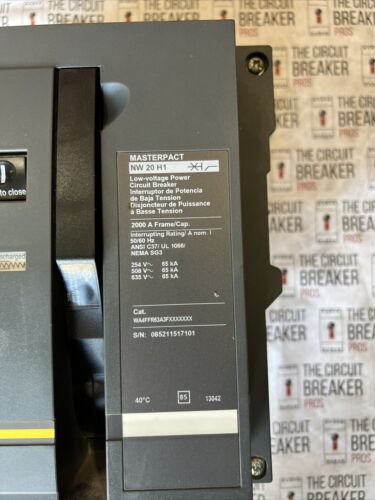 MASTERPACT
NW 20 H1
Low-voltage Power
Circuit Breaker
Interruptor de Potencia
de Baja Tension
Disjoncteur de Puissance
à Basse Tension
2000 A Frame/Cap.
Interrupting Rating/ A nom. I
50/60 Hz
ANSI C37/ UL 1066/
NEMA SG3
254 V~ 65 kA
508 V~ 65 kA
635 V~ 65 kA
Cat.
WA4FFR63A3FXXXXXXX
S/N: 085211517101
40°C
85
13042
to close
scharged
THE CIRCUIT
BREAKER
PROS